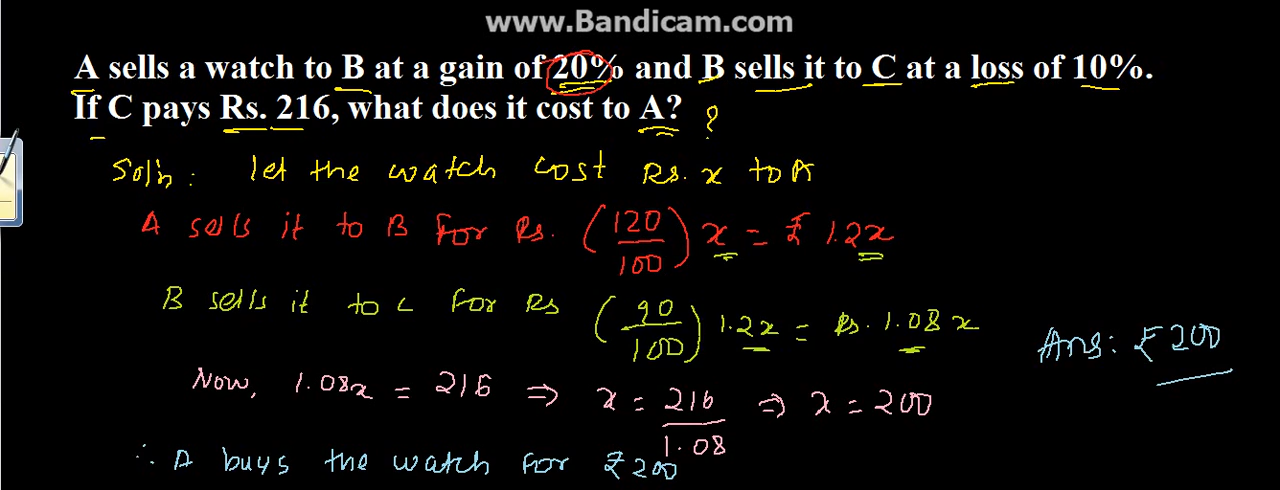 www.Bandicam.com
A sells a watch to B at a gain of 20% and B sells it to C at a loss of 10%.
If C pays Rs. 216, what does it cost to A?
?
Sol'n: let the watch cost Rs. x to A
A sells it to B for Rs. (120/100) x = ₹ 1.2x
B sells it to C for Rs (90/100) 1.2x = Rs. 1.08x
Ans: ₹ 200
Now, 1.08x = 216 ⇒ x = 216/1.08 ⇒ x = 200
∴ A buys the watch for ₹200